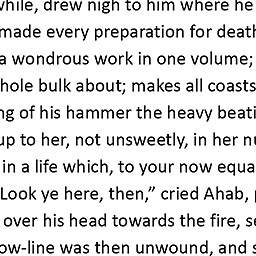 while, drew nigh to him where he
made every preparation for death
a wondrous work in one volume;
hole bulk about; makes all coasts
ng of his hammer the heavy beati
up to her, not unsweetly, in her nu
in a life which, to your now equa
Look ye here, then,” cried Ahab, p
over his head towards the fire, se
ow-line was then unwound, and s